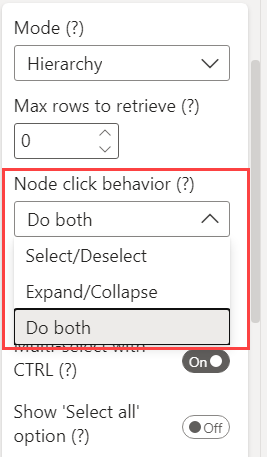 Mode (?)
Hierarchy
Max rows to retrieve (?)
0
Node click behavior (?)
Do both
Select/Deselect
Expand/Collapse
Do both
Multi-select with
CTRL (?)
On
Show 'Select all'
option (?)
Off